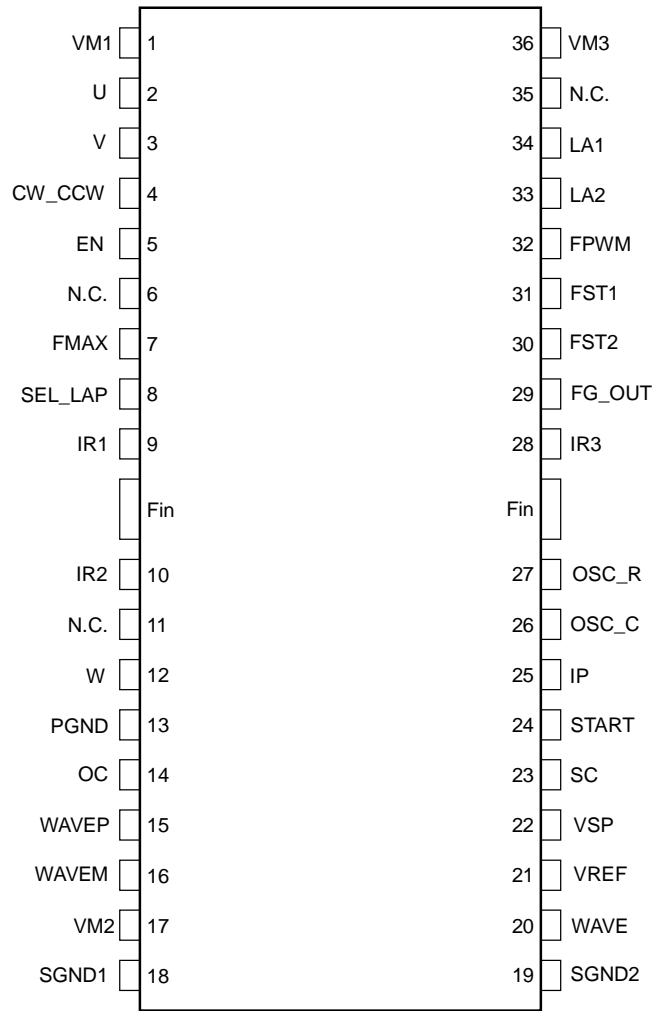 VM1 1 36 VM3
U 2 35 N.C.
V 3 34 LA1
CW_CCW 4 33 LA2
EN 5 32 FPWM
N.C. 6 31 FST1
FMAX 7 30 FST2
SEL_LAP 8 29 FG_OUT
IR1 9 28 IR3
Fin Fin
IR2 10 27 OSC_R
N.C. 11 26 OSC_C
W 12 25 IP
PGND 13 24 START
OC 14 23 SC
WAVEP 15 22 VSP
WAVEM 16 21 VREF
VM2 17 20 WAVE
SGND1 18 19 SGND2